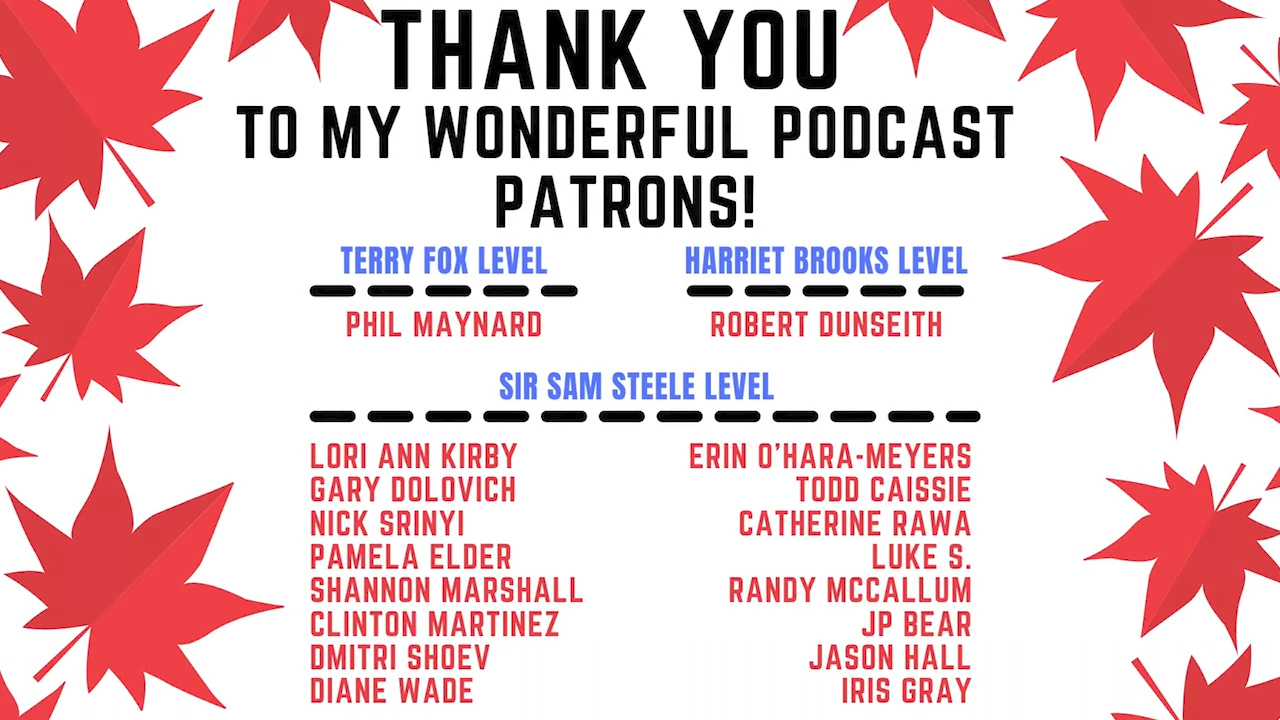 THANK YOU
TO MY WONDERFUL PODCAST
PATRONS!
TERRY FOX LEVEL
PHIL MAYNARD
HARRIET BROOKS LEVEL
ROBERT DUNSEITH
SIR SAM STEELE LEVEL
LORI ANN KIRBY
GARY DOLOVICH
NICK SRINYI
PAMELA ELDER
SHANNON MARSHALL
CLINTON MARTINEZ
DMITRI SHOEV
DIANE WADE
ERIN O'HARA-MEYERS
TODD CAISSIE
CATHERINE RAWA
LUKE S.
RANDY MCCALLUM
JP BEAR
JASON HALL
IRIS GRAY